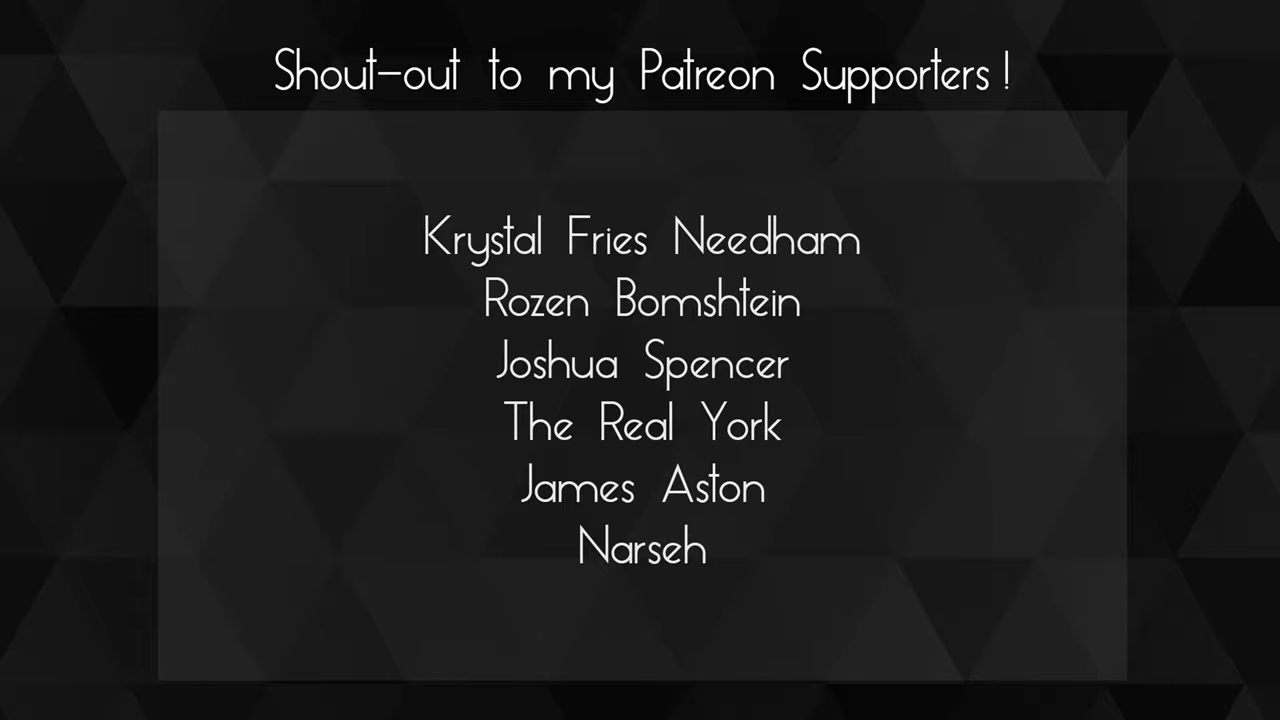 Shout-out to my Patreon Supporters!
Krystal Fries Needham
Rozen Bomshtein
Joshua Spencer
The Real York
James Aston
Narseh